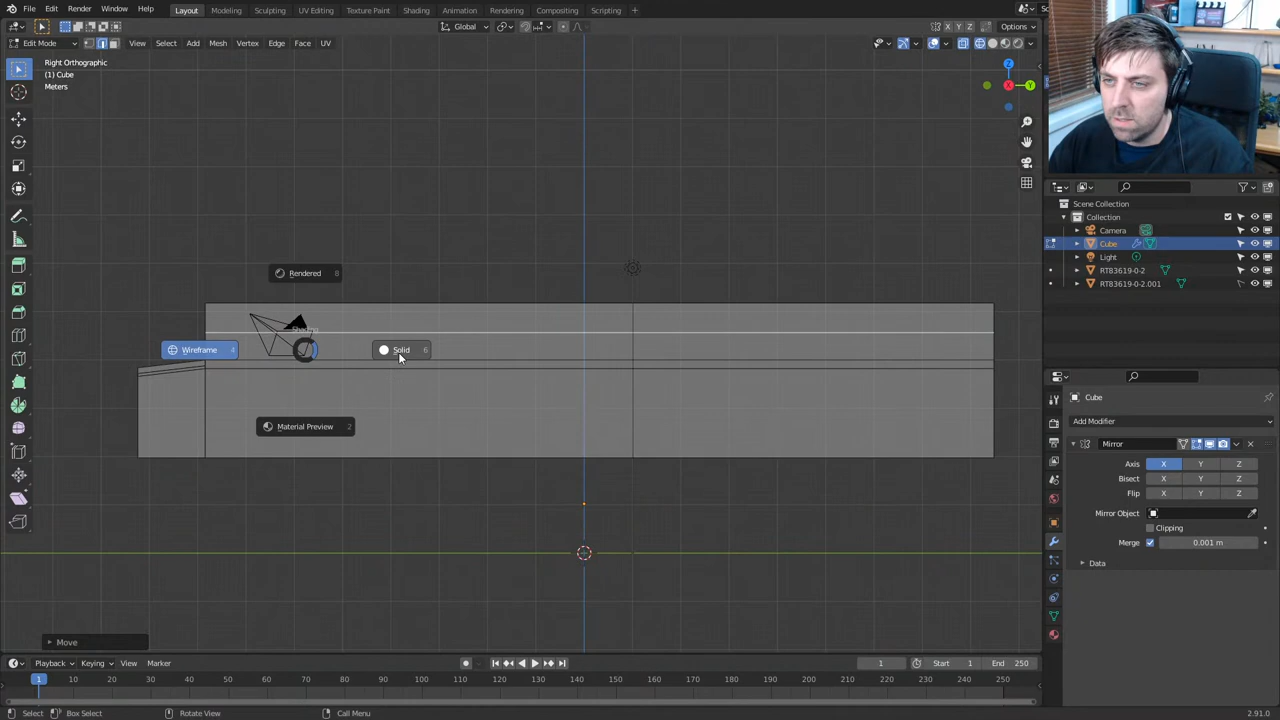 File Edit Render Window Help Layout Modeling Sculpting UV Editing Texture Paint Shading Animation Rendering Compositing Scripting +
Global X Y Z Options
Edit Mode View Select Add Mesh Vertex Edge Face UV
Right Orthographic
(1) Cube
Meters
Z
X Y
Rendered 8
Shading
Wireframe 4
Solid 6
Material Preview 2
Move
Scene Collection
Collection
Camera
Cube
Light
RT83619-0-2
RT83619-0-2.001
Cube
Add Modifier
Mirror
Axis X Y Z
Bisect X Y Z
Flip X Y Z
Mirror Object
Clipping
Merge 0.001 m
Data
Playback Keying View Marker 1 Start 1 End 250
1 10 20 30 40 50 60 70 80 90 100 110 120 130 140 150 160 170 180 190 200 210 220 230 240 250
Select Box Select Rotate View Call Menu 2.91.0